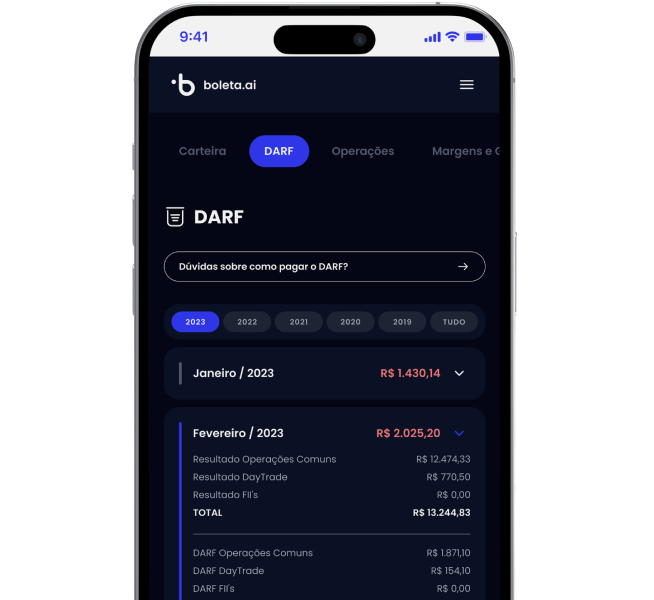 9:41
boleta.ai
Carteira DARF Operações Margens e
DARF
Dúvidas sobre como pagar o DARF?
2023 2022 2021 2020 2019 TUDO
Janeiro / 2023 R$ 1.430,14
Fevereiro / 2023 R$ 2.025,20
Resultado Operações Comuns R$ 12.474,33
Resultado DayTrade R$ 770,50
Resultado FII's R$ 0,00
TOTAL R$ 13.244,83
DARF Operações Comuns R$ 1.871,10
DARF DayTrade R$ 154,10
DARF FII's R$ 0,00